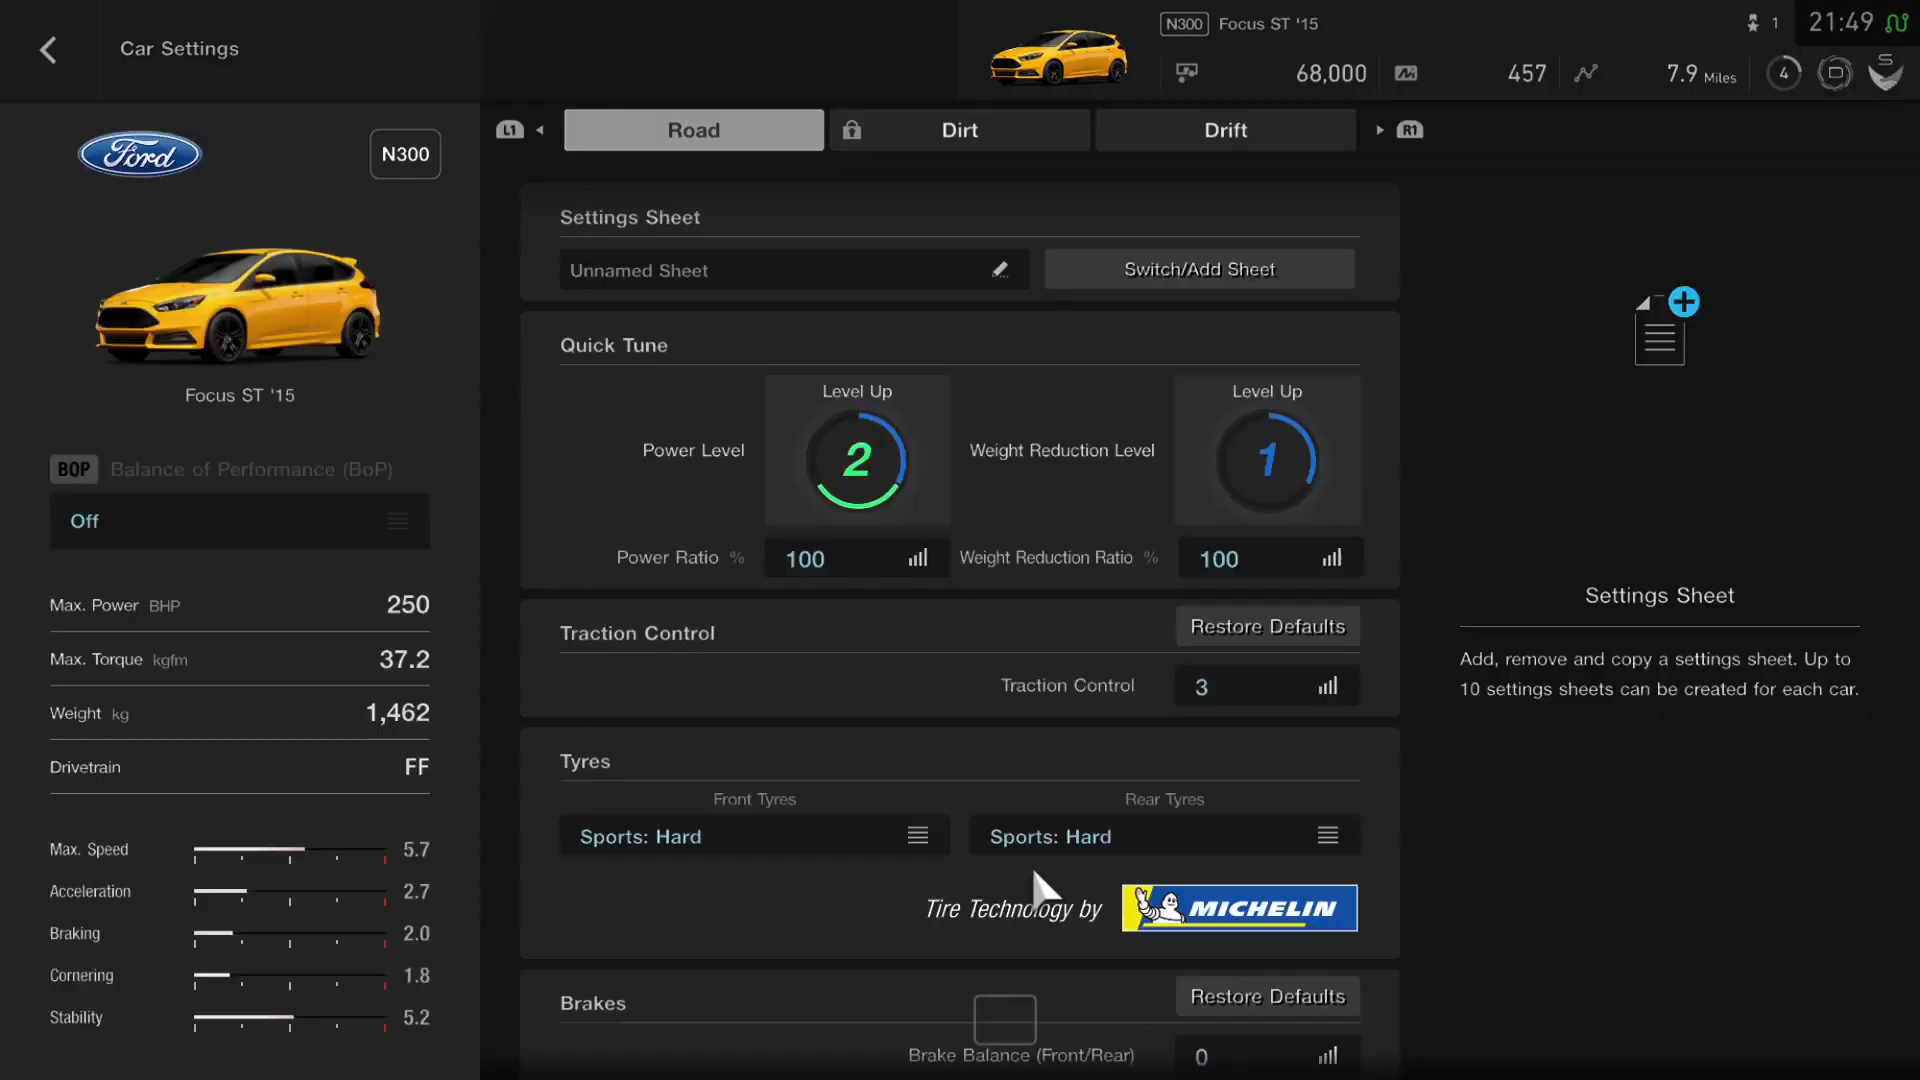 Car Settings
N300 Focus ST '15
1
21:49
68,000
457
7.9 Miles
4
D
S
Ford
N300
Focus ST '15
BOP Balance of Performance (BoP)
Off
Max. Power BHP 250
Max. Torque kgfm 37.2
Weight kg 1,462
Drivetrain FF
Max. Speed 5.7
Acceleration 2.7
Braking 2.0
Cornering 1.8
Stability 5.2
L1 Road Dirt Drift R1
Settings Sheet
Unnamed Sheet Switch/Add Sheet
Quick Tune
Level Up Level Up
Power Level 2 Weight Reduction Level 1
Power Ratio % 100 Weight Reduction Ratio % 100
Traction Control Restore Defaults
Traction Control 3
Tyres
Front Tyres Rear Tyres
Sports: Hard Sports: Hard
Tire Technology by MICHELIN
Brakes Restore Defaults
Brake Balance (Front/Rear) 0
Settings Sheet
Add, remove and copy a settings sheet. Up to
10 settings sheets can be created for each car.